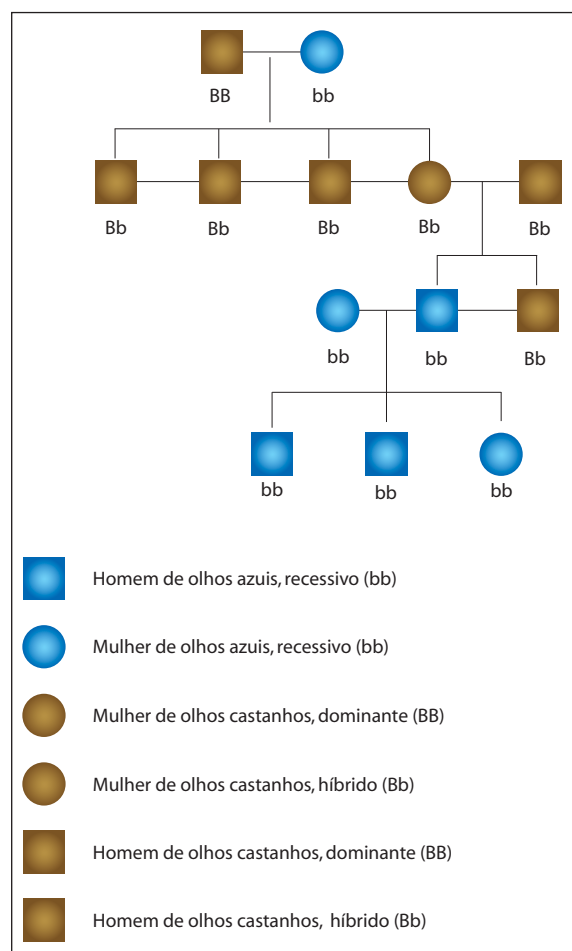 BB bb
Bb Bb Bb Bb Bb
bb bb Bb
bb bb bb
Homem de olhos azuis, recessivo (bb)
Mulher de olhos azuis, recessivo (bb)
Mulher de olhos castanhos, dominante (BB)
Mulher de olhos castanhos, híbrido (Bb)
Homem de olhos castanhos, dominante (BB)
Homem de olhos castanhos, híbrido (Bb)